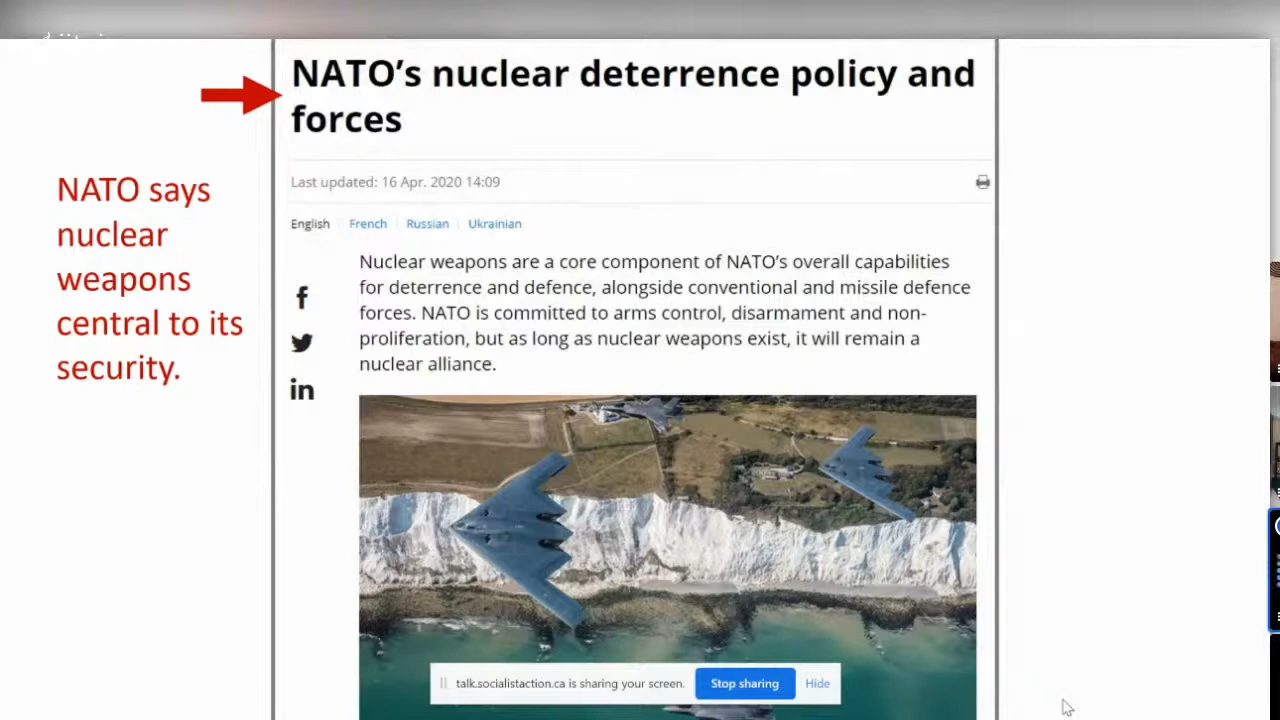 NATO’s nuclear deterrence policy and
forces
NATO says
nuclear
weapons
central to its
security.
Last updated: 16 Apr. 2020 14:09
English
French
Russian
Ukrainian
Nuclear weapons are a core component of NATO’s overall capabilities
for deterrence and defence, alongside conventional and missile defence
forces. NATO is committed to arms control, disarmament and non-
proliferation, but as long as nuclear weapons exist, it will remain a
nuclear alliance.
talk.socialistaction.ca is sharing your screen.
Stop sharing
Hide